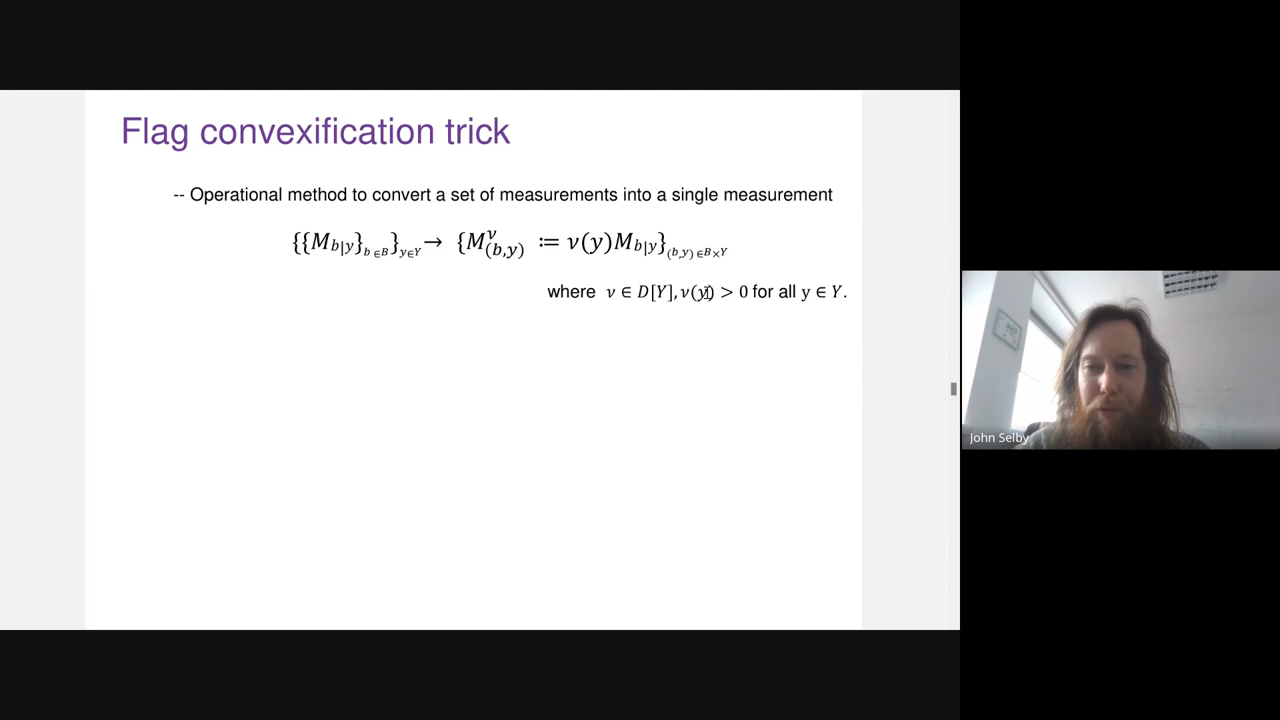 Flag convexification trick
-- Operational method to convert a set of measurements into a single measurement
{{M_{b|y}}_{b∈B}}_{y∈Y} → {M^ν_{(b,y)} ≔ ν(y)M_{b|y}}_{(b,y)∈B×Y}
where ν ∈ D[Y], ν(y) > 0 for all y ∈ Y.
John Selby